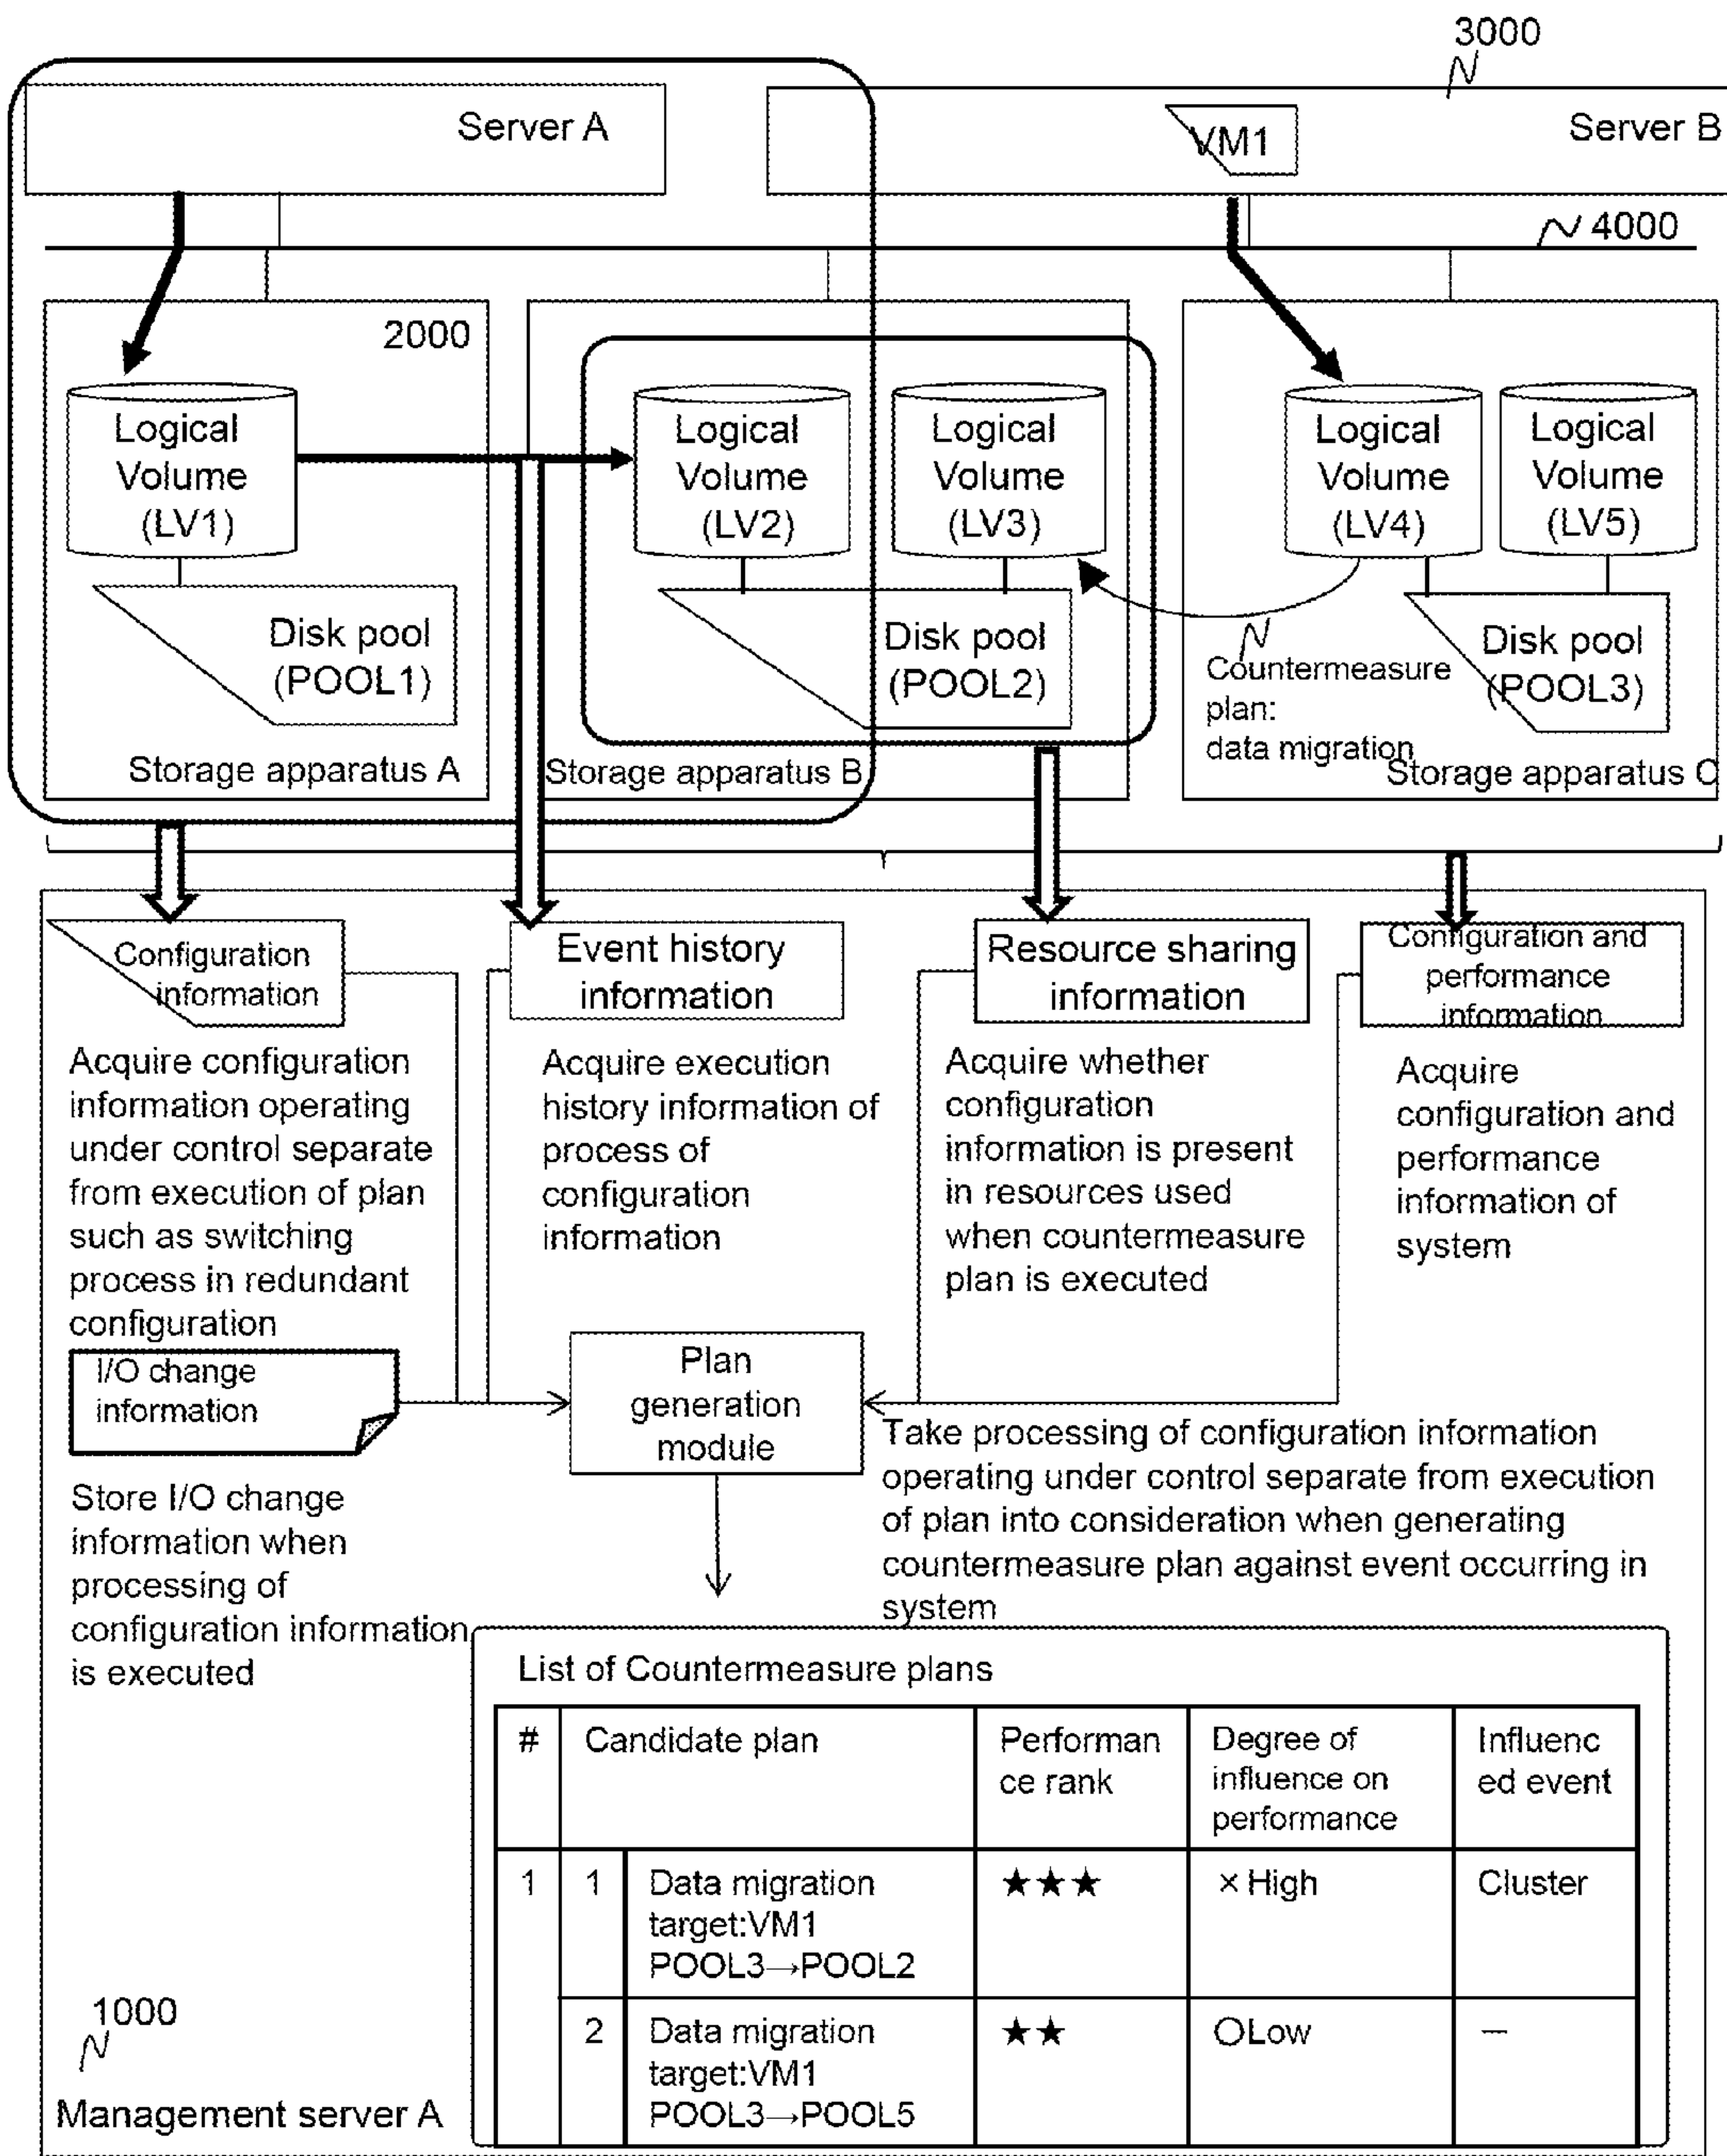 3000
Server A
VM1
Server B
4000
2000
Logical
Volume
(LV1)
Logical
Volume
(LV2)
Logical
Volume
(LV3)
Logical
Volume
(LV4)
Logical
Volume
(LV5)
Disk pool
(POOL1)
Disk pool
(POOL2)
Disk pool
(POOL3)
Countermeasure
plan:
data migration
Storage apparatus A
Storage apparatus B
Storage apparatus C
Configuration
information
Event history
information
Resource sharing
information
Configuration and
performance
information
Acquire configuration
information operating
under control separate
from execution of plan
such as switching
process in redundant
configuration
Acquire execution
history information of
process of
configuration
information
Acquire whether
configuration
information is present
in resources used
when countermeasure
plan is executed
Acquire
configuration and
performance
information of
system
I/O change
information
Plan
generation
module
Store I/O change
information when
processing of
configuration information
is executed
Take processing of configuration information
operating under control separate from execution
of plan into consideration when generating
countermeasure plan against event occurring in
system
List of Countermeasure plans
# Candidate plan Performan Degree of Influenc
ce rank influence on ed event
performance
1 1 Data migration ★★★ ×High Cluster
target:VM1
POOL3→POOL2
2 Data migration ★★ ○Low —
target:VM1
POOL3→POOL5
1000
Management server A